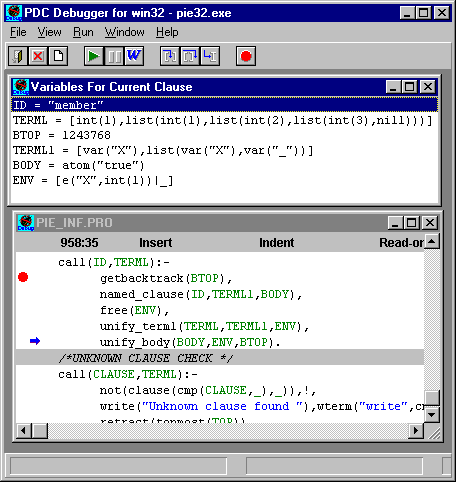 PDC Debugger for win32 - pie32.exe
File View Run Window Help
W
Variables For Current Clause
ID = "member"
TERML = [int(1),list(int(1),list(int(2),list(int(3),nill)))]
BTOP = 1243768
TERML1 = [var("X"),list(var("X"),var("_"))]
BODY = atom("true")
ENV = [e("X",int(1))|_]
PIE_INF.PRO
958:35 Insert Indent Read-on
call(ID,TERML):-
getbacktrack(BTOP),
named_clause(ID,TERML1,BODY),
free(ENV),
unify_terml(TERML,TERML1,ENV),
unify_body(BODY,ENV,BTOP).
/*UNKNOWN CLAUSE CHECK */
call(CLAUSE,TERML):-
not(clause(cmp(CLAUSE,_),_)),!,
write("Unknown clause found "),wterm("write",cm
retract(topmost(TOP))